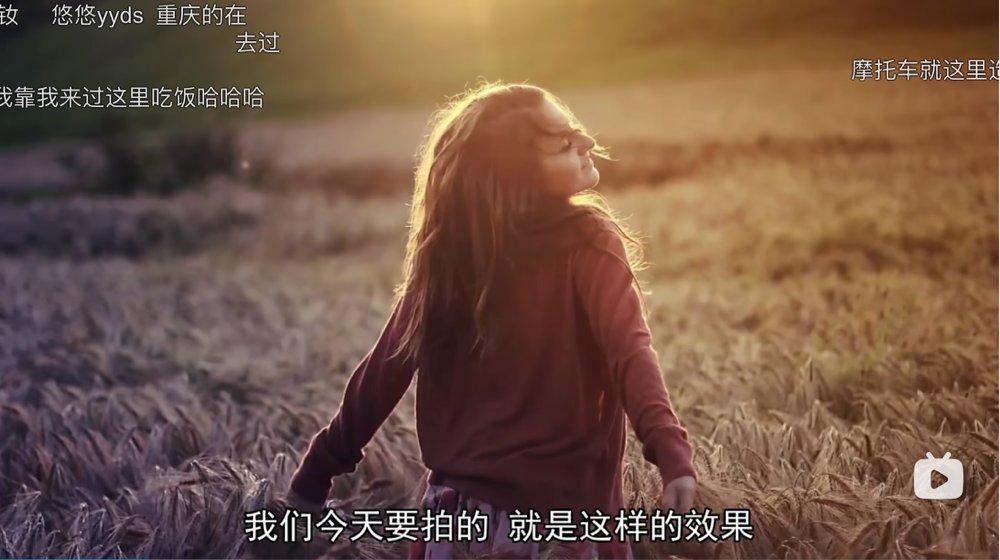 钕 悠悠yyds 重庆的在
去过
摩托车就这里
我靠我来过这里吃饭哈哈哈
我们今天要拍的 就是这样的效果